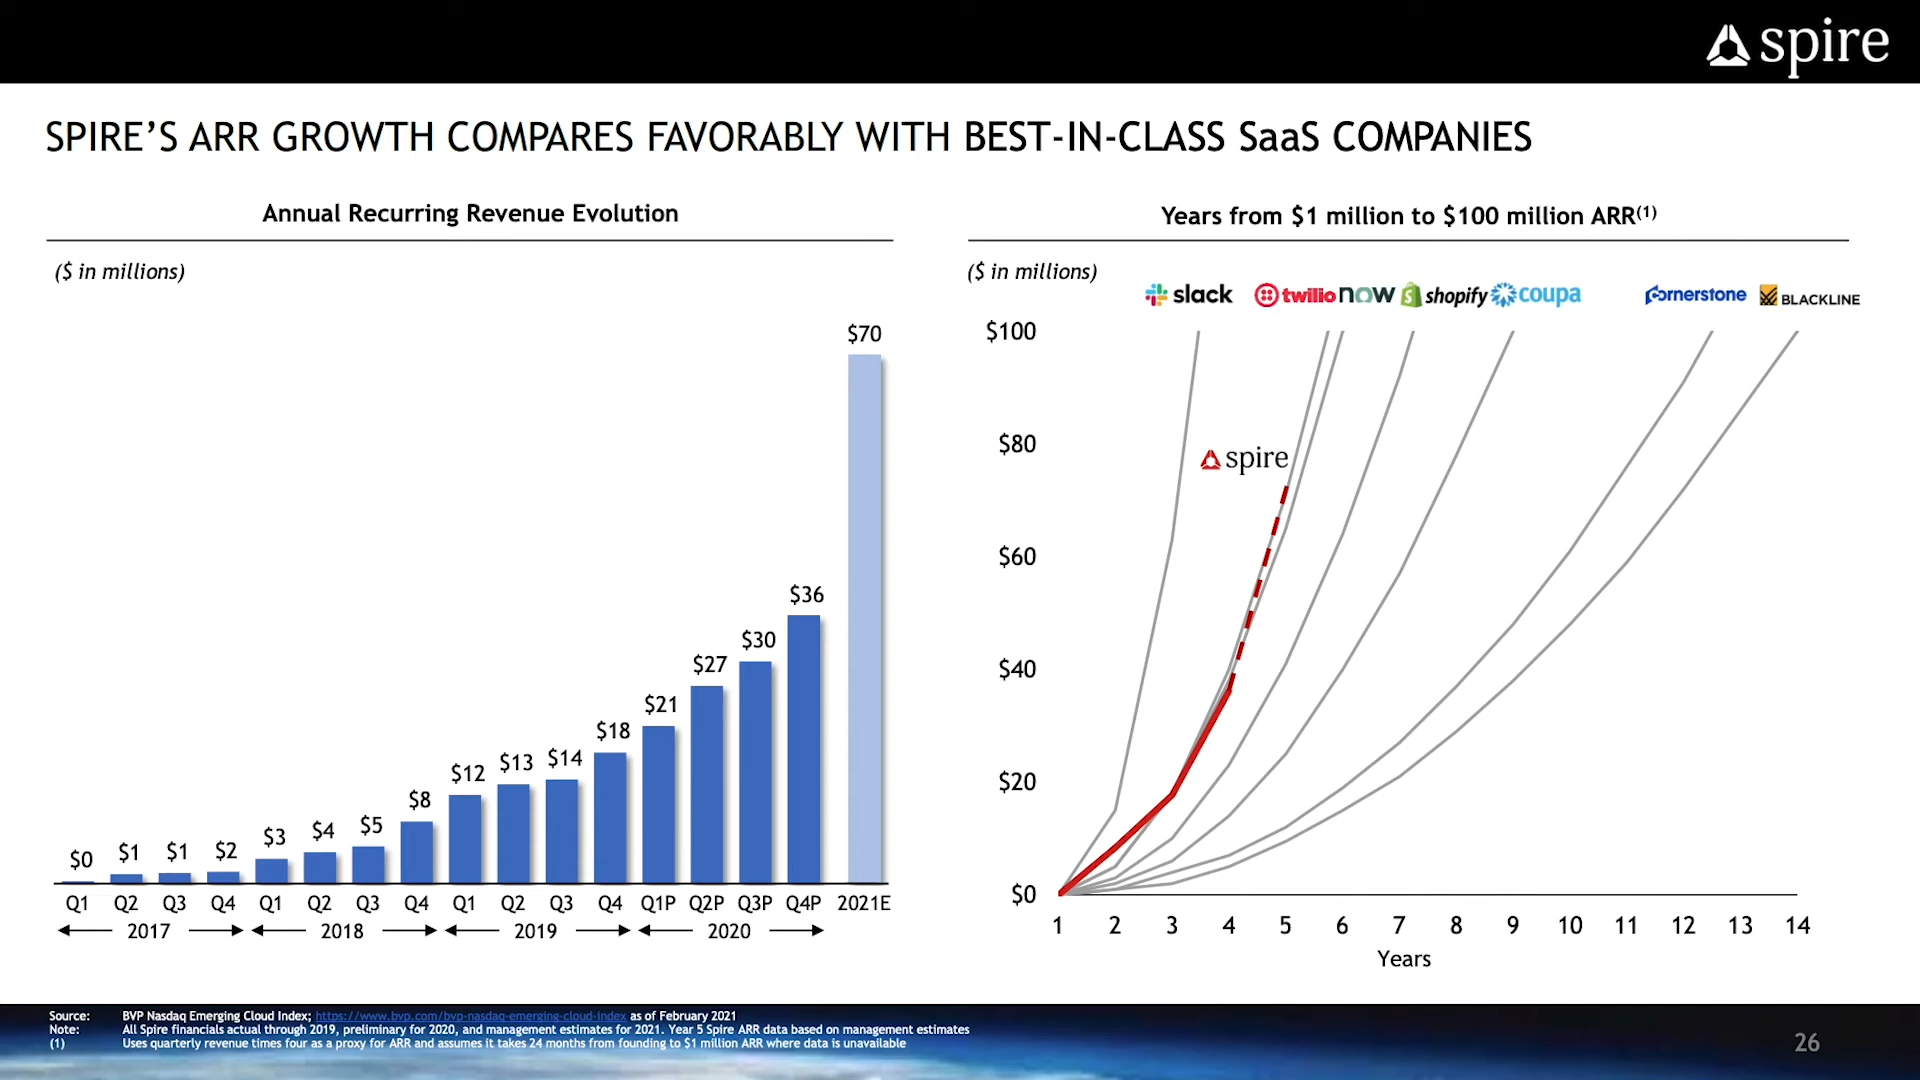 spire
SPIRE'S ARR GROWTH COMPARES FAVORABLY WITH BEST-IN-CLASS SaaS COMPANIES
Annual Recurring Revenue Evolution
($ in millions)
$0 $1 $1 $2 $3 $4 $5 $8 $12 $13 $14 $18 $21 $27 $30 $36 $70
Q1 Q2 Q3 Q4 Q1 Q2 Q3 Q4 Q1 Q2 Q3 Q4 Q1P Q2P Q3P Q4P 2021E
2017 2018 2019 2020
Years from $1 million to $100 million ARR(1)
($ in millions)
slack twilio now shopify coupa cornerstone BLACKLINE
$100
$80
spire
$60
$40
$20
$0
1 2 3 4 5 6 7 8 9 10 11 12 13 14
Years
Source: BVP Nasdaq Emerging Cloud Index; https://www.bvp.com/bvp-nasdaq-emerging-cloud-index as of February 2021
Note: All Spire financials actual through 2019, preliminary for 2020, and management estimates for 2021. Year 5 Spire ARR data based on management estimates
(1) Uses quarterly revenue times four as a proxy for ARR and assumes it takes 24 months from founding to $1 million ARR where data is unavailable
26